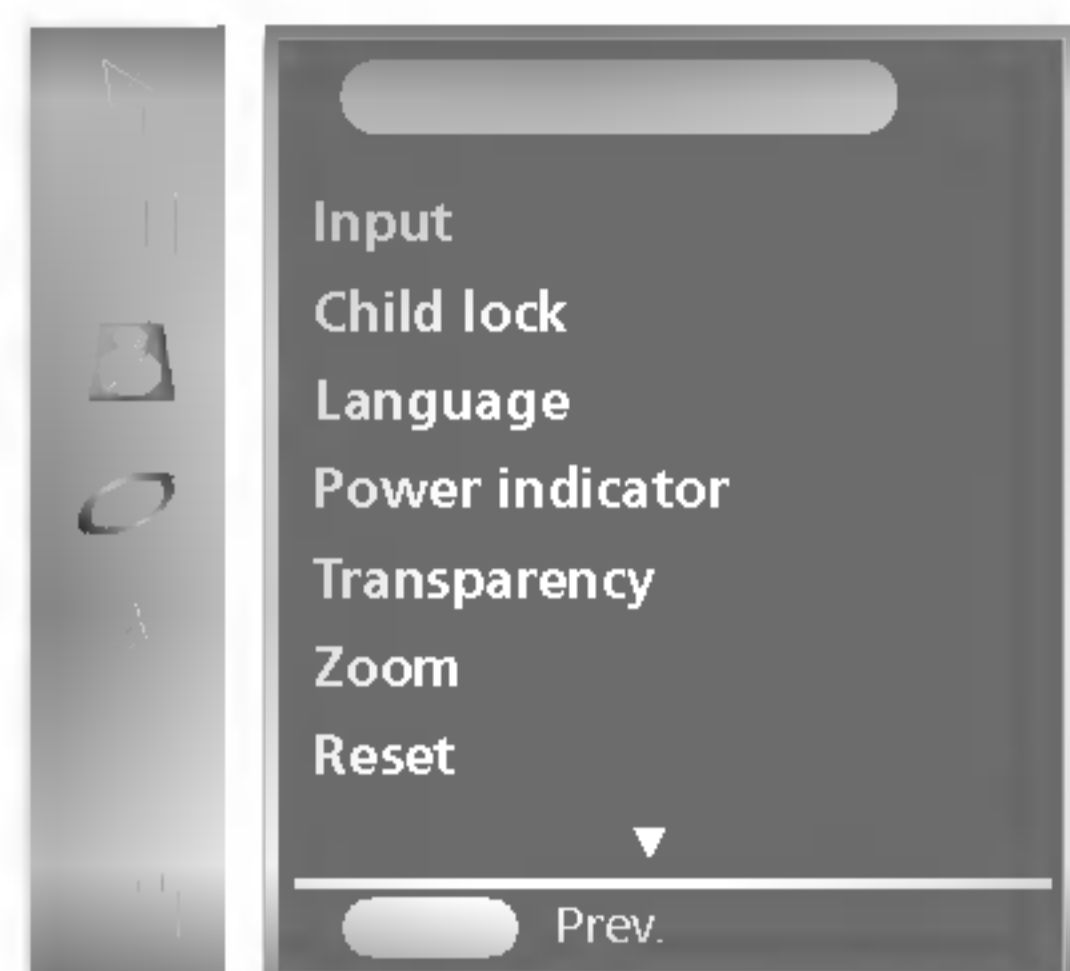 Input
Child lock
Language
Power indicator
Transparency
Zoom
Reset
Prev.